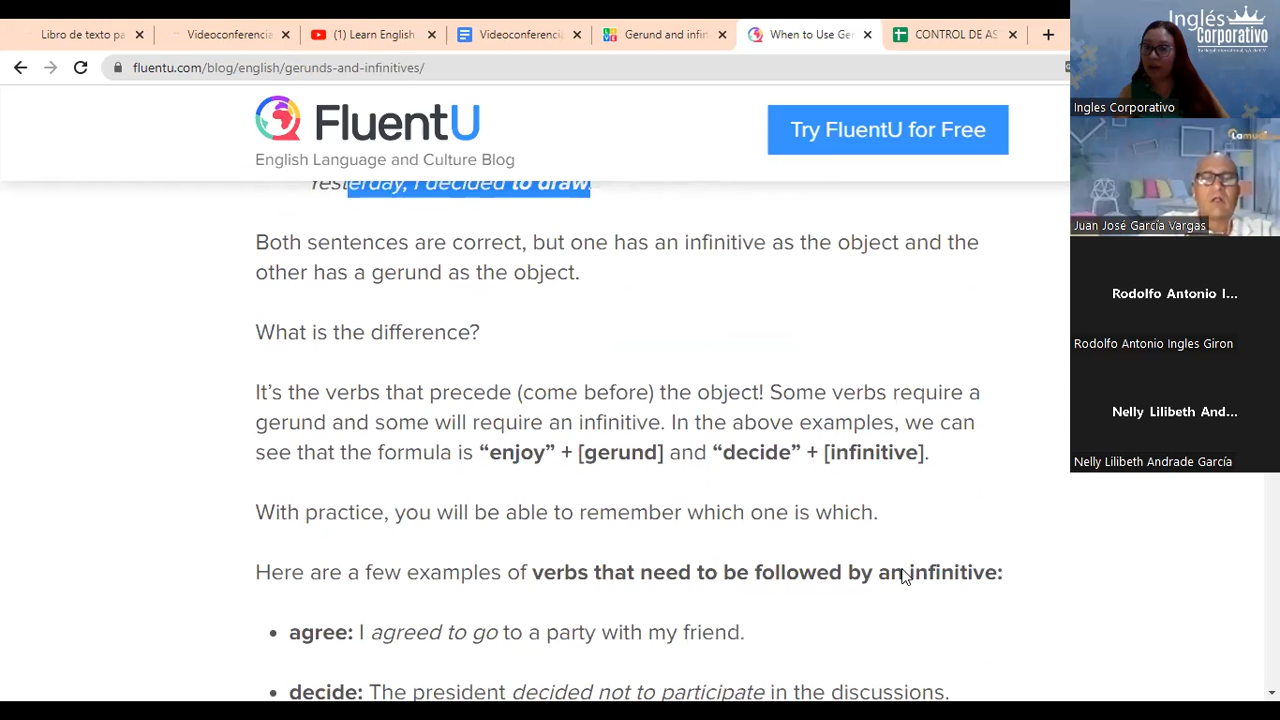 Libro de texto pa
Videoconferencia
(1) Learn English
Videoconferencia
Gerund and infin
When to Use Ger
CONTROL DE AS
fluentu.com/blog/english/gerunds-and-infinitives/
FluentU
English Language and Culture Blog
Try FluentU for Free
Yesterday, I decided to draw.
Both sentences are correct, but one has an infinitive as the object and the
other has a gerund as the object.
What is the difference?
It's the verbs that precede (come before) the object! Some verbs require a
gerund and some will require an infinitive. In the above examples, we can
see that the formula is “enjoy” + [gerund] and “decide” + [infinitive].
With practice, you will be able to remember which one is which.
Here are a few examples of verbs that need to be followed by an infinitive:
• agree: I agreed to go to a party with my friend.
• decide: The president decided not to participate in the discussions.
Inglés
Corporativo
Ingles Corporativo
Juan José García Vargas
Rodolfo Antonio I...
Rodolfo Antonio Ingles Giron
Nelly Lilibeth And...
Nelly Lilibeth Andrade García